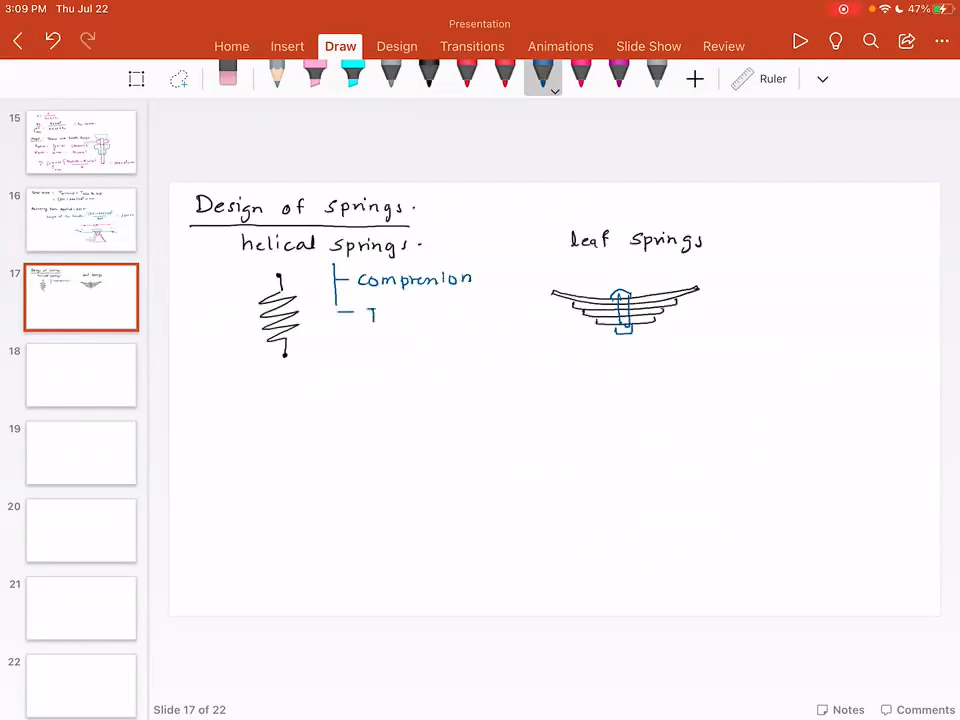 3:09 PM Thu Jul 22
47%
Presentation
Home Insert Draw Design Transitions Animations Slide Show Review
Ruler
15
16
17
18
19
20
21
22
Design of springs.
helical springs.
leaf springs
compression
T
Slide 17 of 22
Notes
Comments